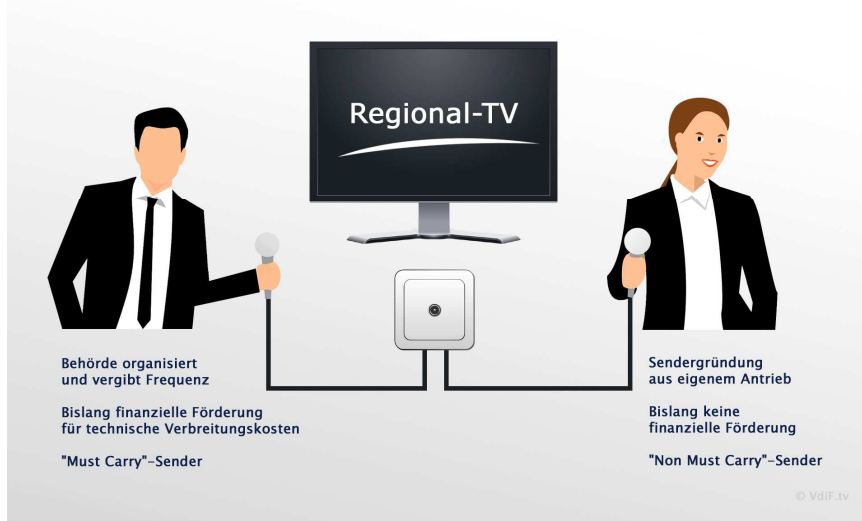 Regional-TV
Behörde organisiert
und vergibt Frequenz
Bislang finanzielle Förderung
für technische Verbreitungskosten
"Must Carry"-Sender
Sendergründung
aus eigenem Antrieb
Bislang keine
finanzielle Förderung
"Non Must Carry"-Sender
© VdiF.tv